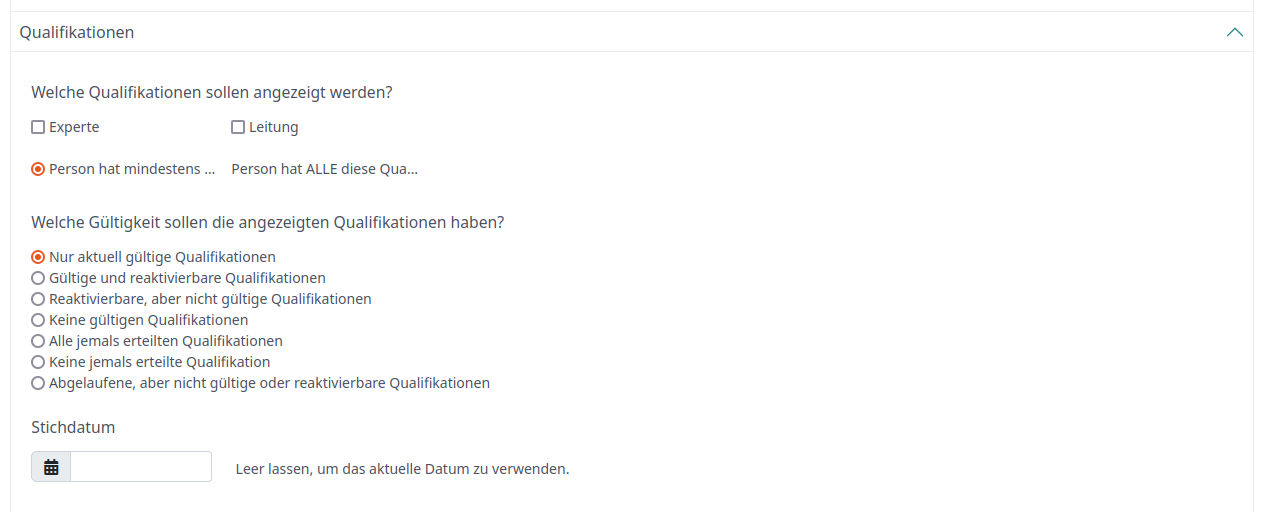 Qualifikationen
Welche Qualifikationen sollen angezeigt werden?
Experte Leitung
Person hat mindestens ... Person hat ALLE diese Qua...
Welche Gültigkeit sollen die angezeigten Qualifikationen haben?
Nur aktuell gültige Qualifikationen
Gültige und reaktivierbare Qualifikationen
Reaktivierbare, aber nicht gültige Qualifikationen
Keine gültigen Qualifikationen
Alle jemals erteilten Qualifikationen
Keine jemals erteilte Qualifikation
Abgelaufene, aber nicht gültige oder reaktivierbare Qualifikationen
Stichdatum
Leer lassen, um das aktuelle Datum zu verwenden.